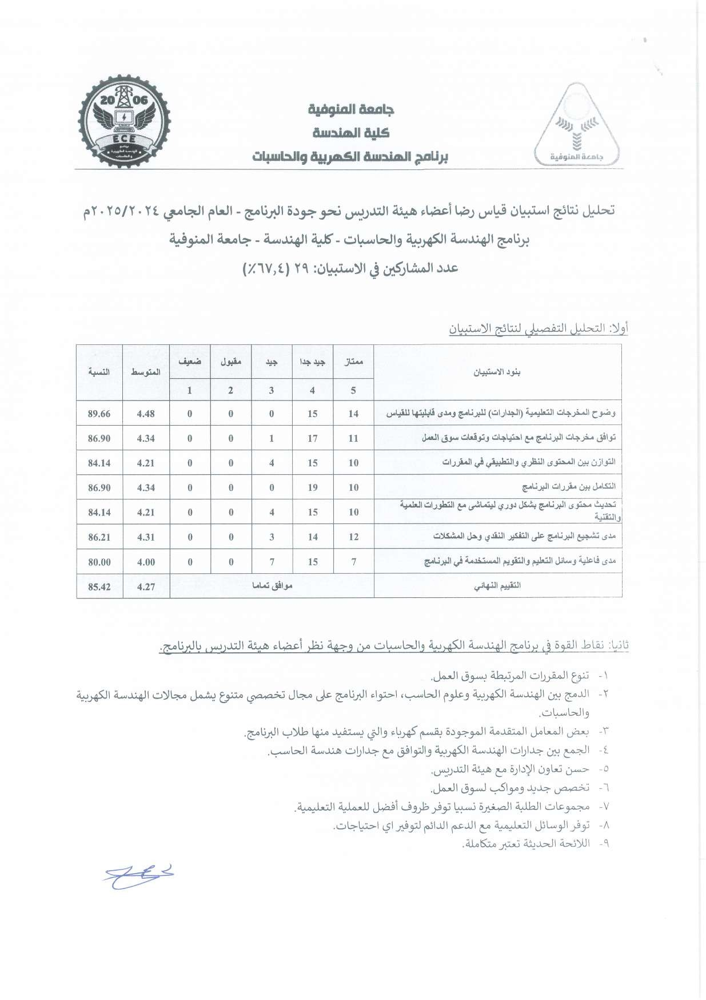 20 06
ECE
برنامج
الهندسة الكهربية
والحاسبات
جامعة المنوفية
جامعة المنوفية
كلية الهندسة
برنامج الهندسة الكهربية والحاسبات
تحليل نتائج استبيان قياس رضا أعضاء هيئة التدريس نحو جودة البرنامج - العام الجامعي ٢٠٢٥/٢٠٢٤م
برنامج الهندسة الكهربية والحاسبات - كلية الهندسة - جامعة المنوفية
عدد المشاركين في الاستبيان: ٢٩ (٦٧,٤٪)
أولا: التحليل التفصيلي لنتائج الاستبيان
بنود الاستبيان ممتاز جيد جدا جيد مقبول ضعيف المتوسط النسبة
5 4 3 2 1
وضوح المخرجات التعليمية (الجدارات) للبرنامج ومدى قابليتها للقياس 14 15 0 0 0 4.48 89.66
توافق مخرجات البرنامج مع احتياجات وتوقعات سوق العمل 11 17 1 0 0 4.34 86.90
التوازن بين المحتوى النظري والتطبيقي في المقررات 10 15 4 0 0 4.21 84.14
التكامل بين مقررات البرنامج 10 19 0 0 0 4.34 86.90
تحديث محتوى البرنامج بشكل دوري ليتماشى مع التطورات العلمية
والتقنية 10 15 4 0 0 4.21 84.14
مدى تشجيع البرنامج على التفكير النقدي وحل المشكلات 12 14 3 0 0 4.31 86.21
مدى فاعلية وسائل التعليم والتقويم المستخدمة في البرنامج 7 15 7 0 0 4.00 80.00
التقييم النهائي موافق تماما 4.27 85.42
ثانيا: نقاط القوة في برنامج الهندسة الكهربية والحاسبات من وجهة نظر أعضاء هيئة التدريس بالبرنامج.
١- تنوع المقررات المرتبطة بسوق العمل.
٢- الدمج بين الهندسة الكهربية وعلوم الحاسب، احتواء البرنامج على مجال تخصصي متنوع يشمل مجالات الهندسة الكهربية
والحاسبات.
٣- بعض المعامل المتقدمة الموجودة بقسم كهرباء والتي يستفيد منها طلاب البرنامج.
٤- الجمع بين جدارات الهندسة الكهربية والتوافق مع جدارات هندسة الحاسب.
٥- حسن تعاون الإدارة مع هيئة التدريس.
٦- تخصص جديد ومواكب لسوق العمل.
٧- مجموعات الطلبة الصغيرة نسبيا توفر ظروف أفضل للعملية التعليمية.
٨- توفر الوسائل التعليمية مع الدعم الدائم لتوفير اي احتياجات.
٩- اللائحة الحديثة تعتبر متكاملة.